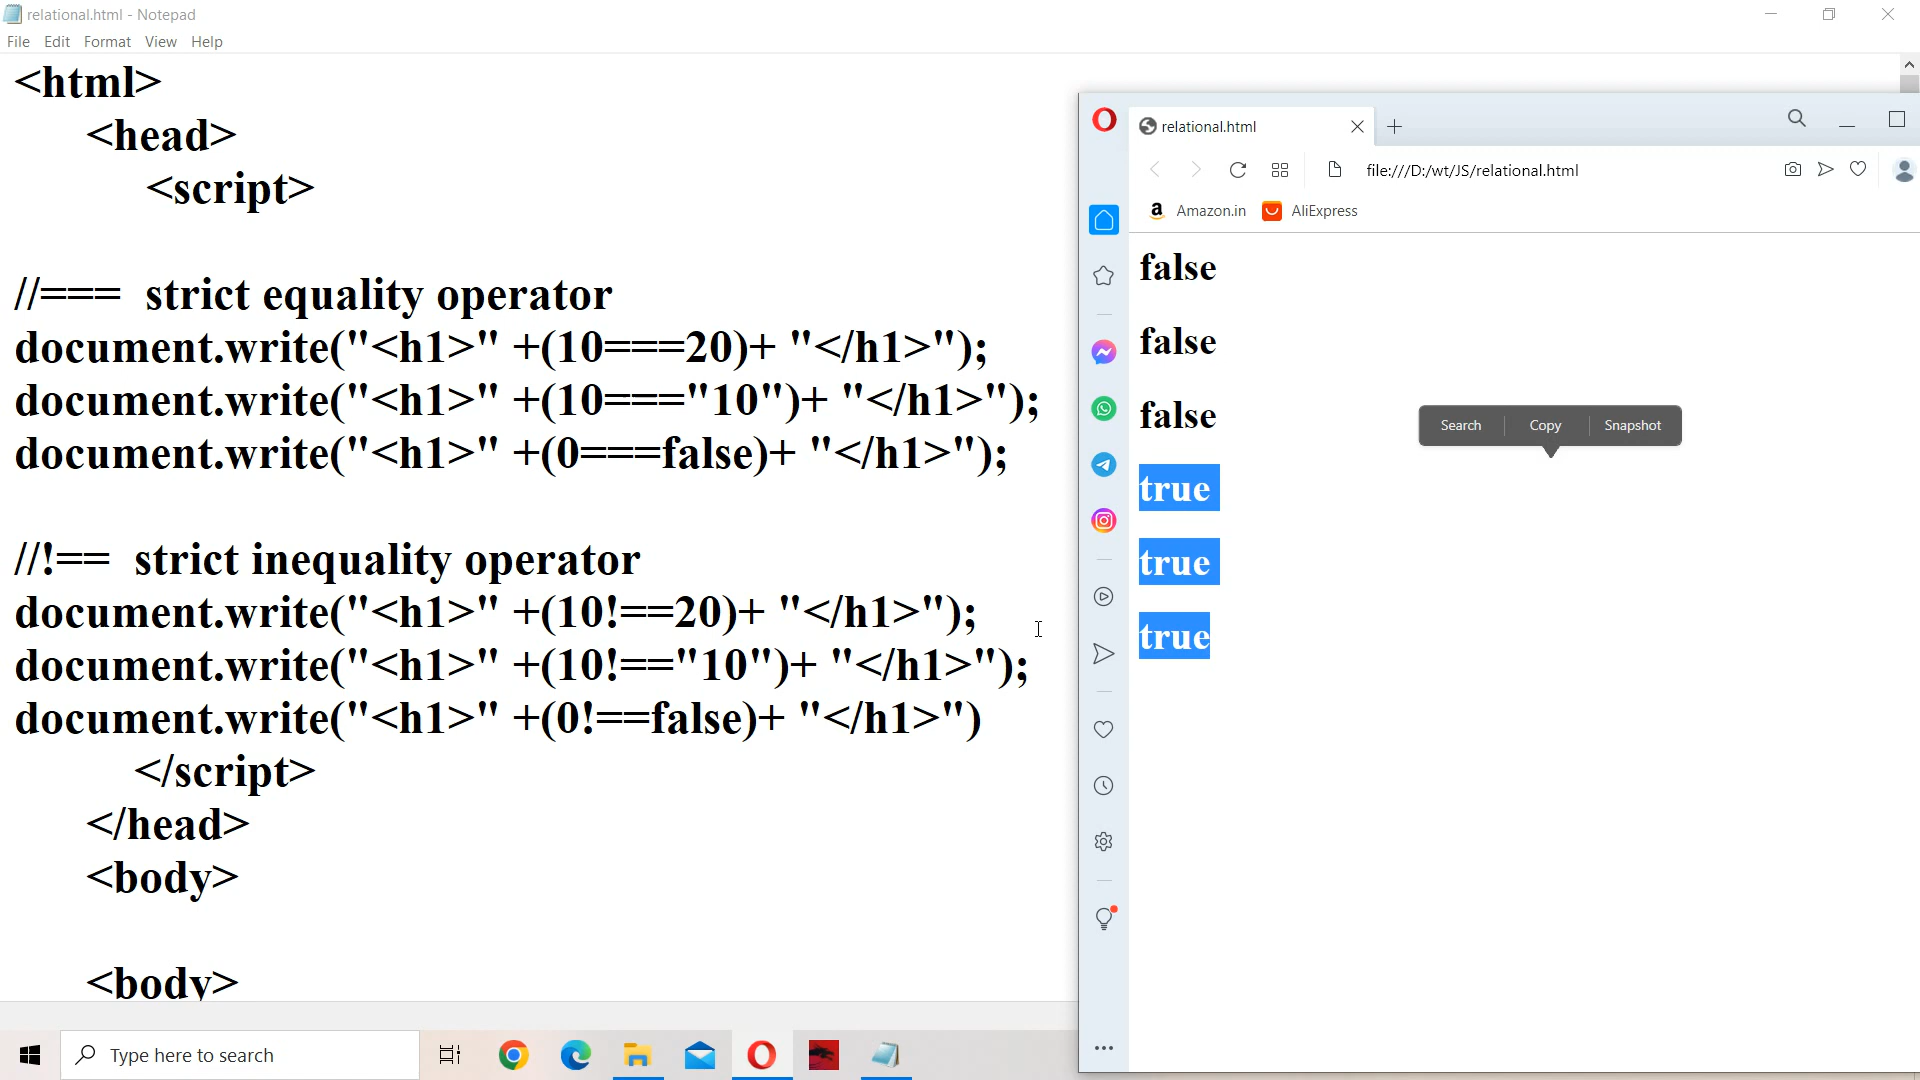 relational.html - Notepad
File Edit Format View Help
<html>
<head>
<script>
//=== strict equality operator
document.write("<h1>" +(10===20)+ "</h1>");
document.write("<h1>" +(10==="10")+ "</h1>");
document.write("<h1>" +(0===false)+ "</h1>");
//!== strict inequality operator
document.write("<h1>" +(10!==20)+ "</h1>");
document.write("<h1>" +(10!=="10")+ "</h1>");
document.write("<h1>" +(0!==false)+ "</h1>")
</script>
</head>
<body>
<body>
relational.html
file:///D:/wt/JS/relational.html
Amazon.in AliExpress
false
false
false
Search Copy Snapshot
true
true
true
Type here to search